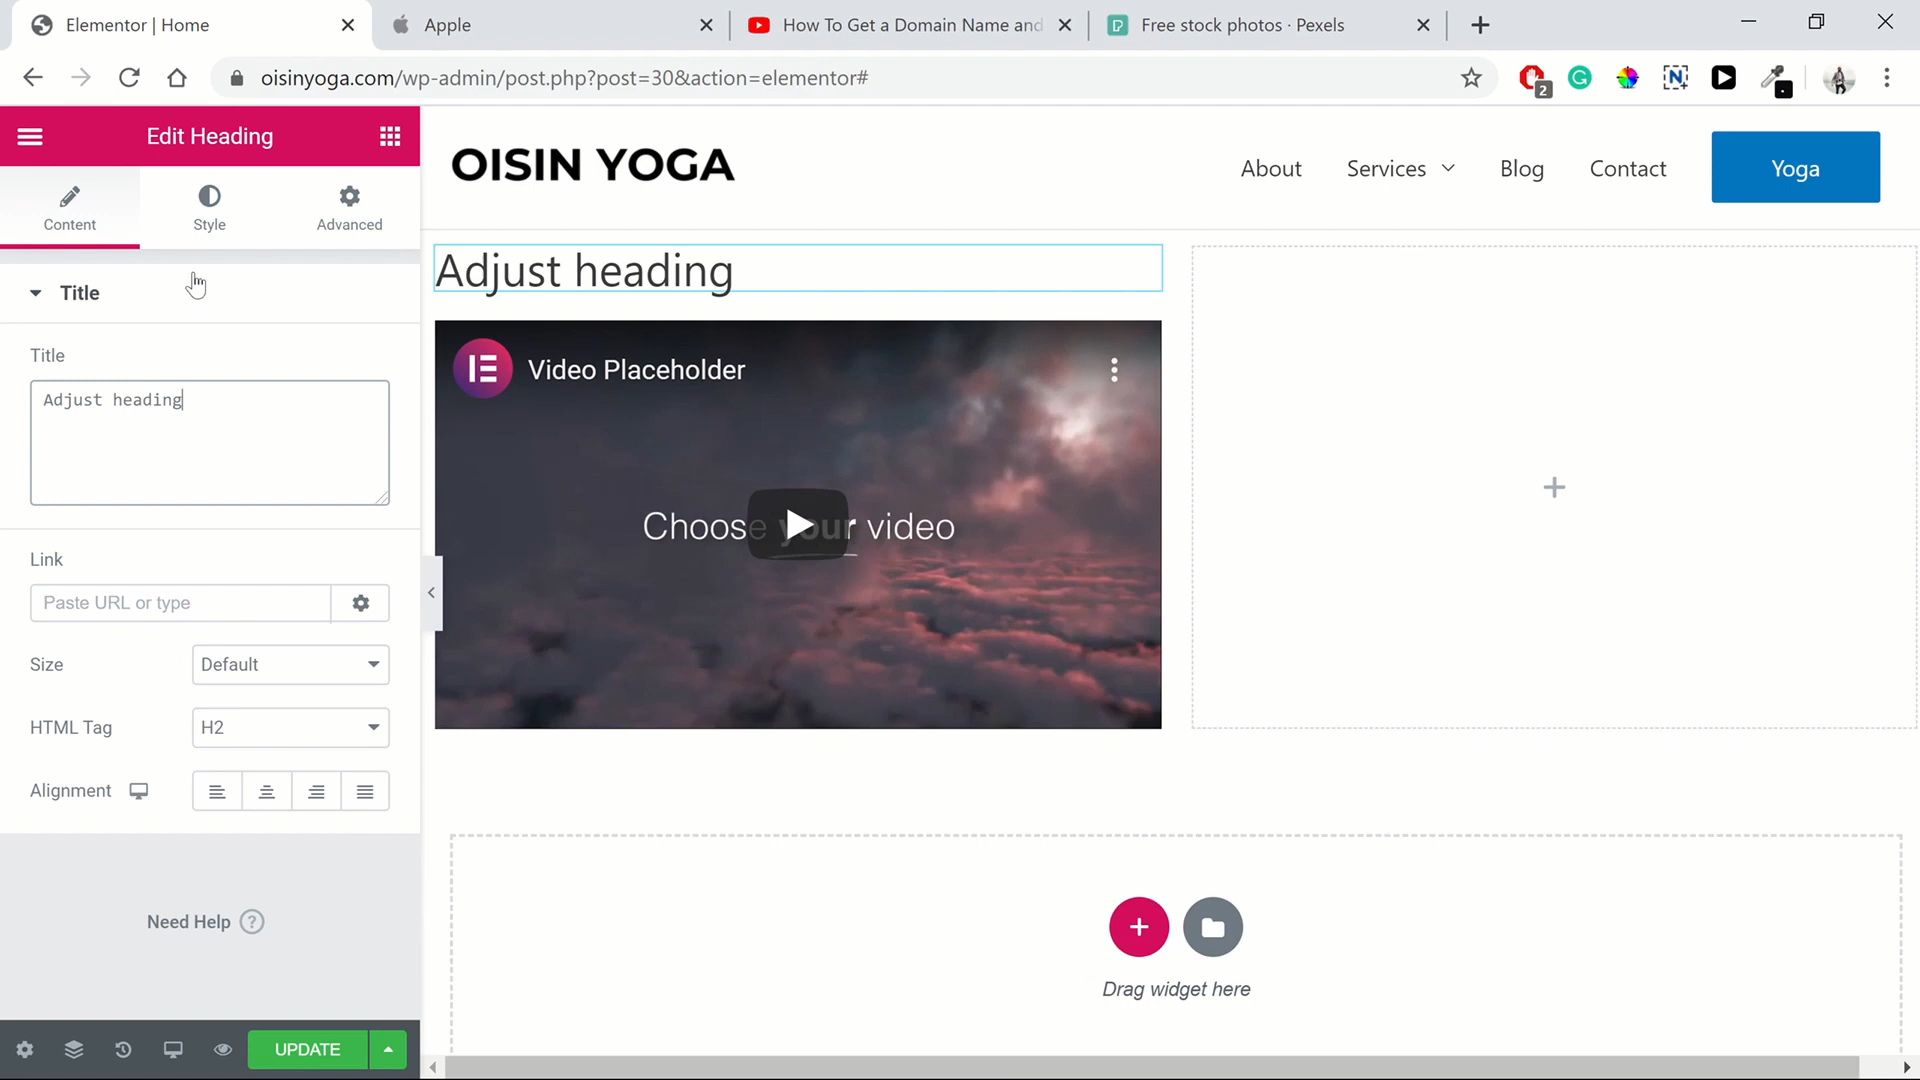 Elementor | Home
Apple
How To Get a Domain Name and
Free stock photos · Pexels
oisinyoga.com/wp-admin/post.php?post=30&action=elementor#
2
Edit Heading
Content
Style
Advanced
Title
Title
Adjust heading
Link
Paste URL or type
Size
Default
HTML Tag
H2
Alignment
Need Help
?
UPDATE
OISIN YOGA
About
Services
Blog
Contact
Yoga
Adjust heading
Video Placeholder
Choose your video
Drag widget here